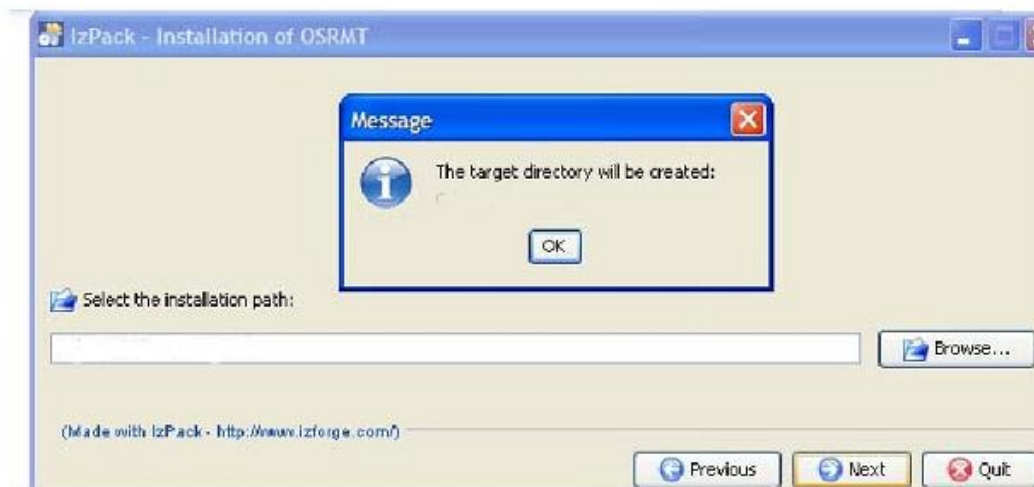 IzPack - Installation of OSRMT
Message
The target directory will be created:
OK
Select the installation path:
Browse...
(Made with IzPack - http://www.izforge.com/)
Previous
Next
Quit